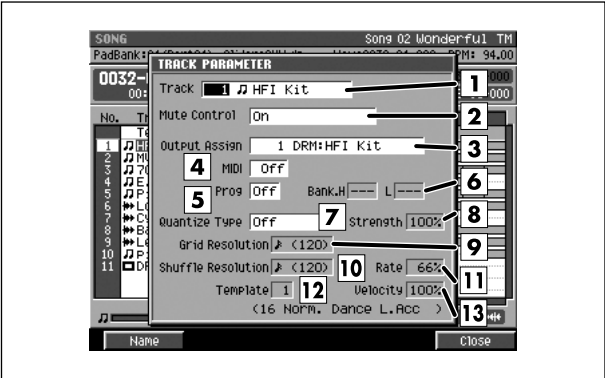 SONG Song 02 Wonderful TM
PadBank: BPM: 94.00
TRACK PARAMETER
0032- 000
00: 000
Track 1 ♫ HFI Kit 1
Mute Control On 2
No.
Output Assign 1 DRM:HFI Kit 3
4 MIDI Off
5 Prog Off Bank.H --- L --- 6
Quantize Type Off 7 Strength 100% 8
Grid Resolution ♪ (120) 9
Shuffle Resolution ♪ (120) 10 Rate 66% 11
Template 1 12 Velocity 100% 13
(16 Norm. Dance L.Acc )
1
2
3
4
5
6
7
8
9
10
11
Name Close